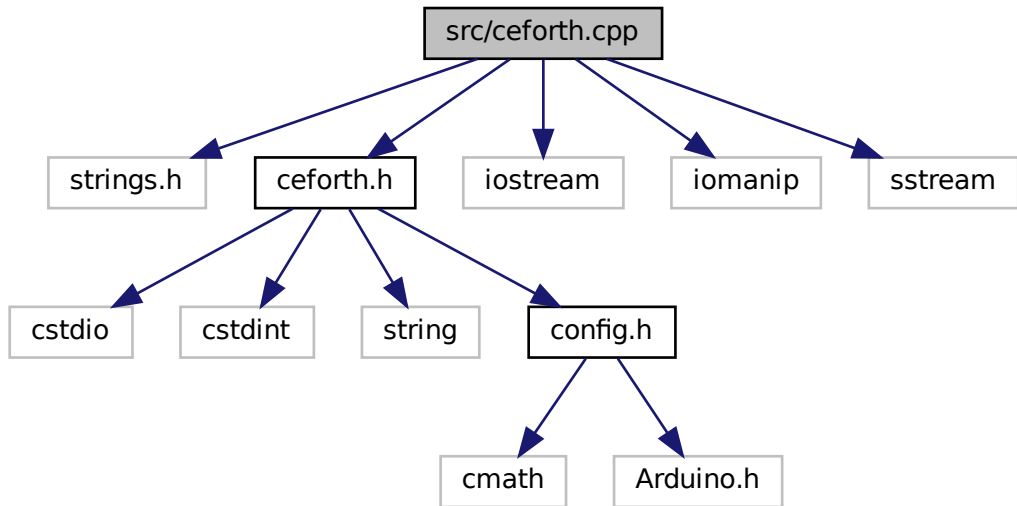 src/ceforth.cpp
strings.h
ceforth.h
iostream
iomanip
sstream
cstdio
cstdint
string
config.h
cmath
Arduino.h